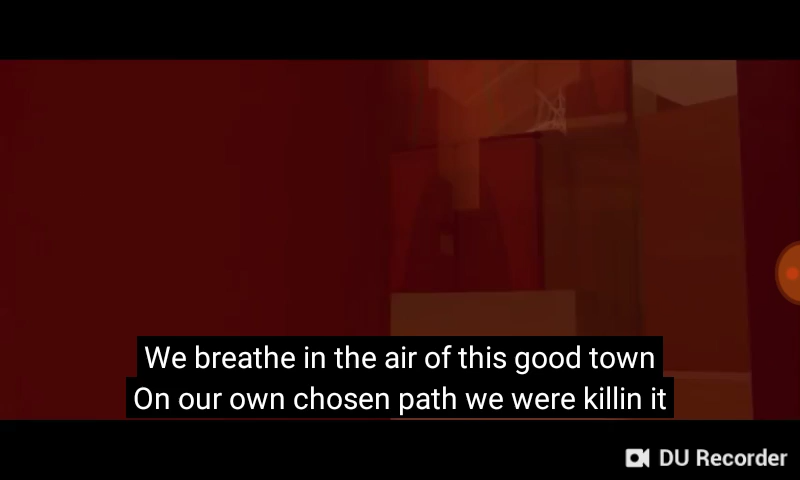 We breathe in the air of this good town
On our own chosen path we were killin it
DU Recorder